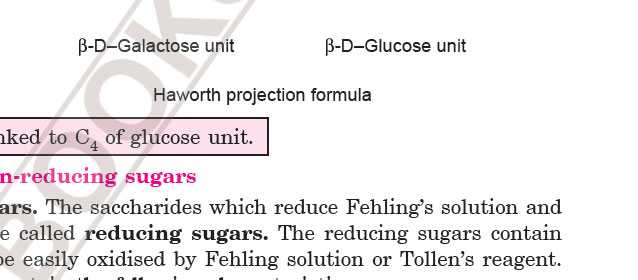 β-D–Galactose unit β-D–Glucose unit
Haworth projection formula
nked to C₄ of glucose unit.
n-reducing sugars
ars. The saccharides which reduce Fehling’s solution and
e called reducing sugars. The reducing sugars contain
be easily oxidised by Fehling solution or Tollen’s reagent.